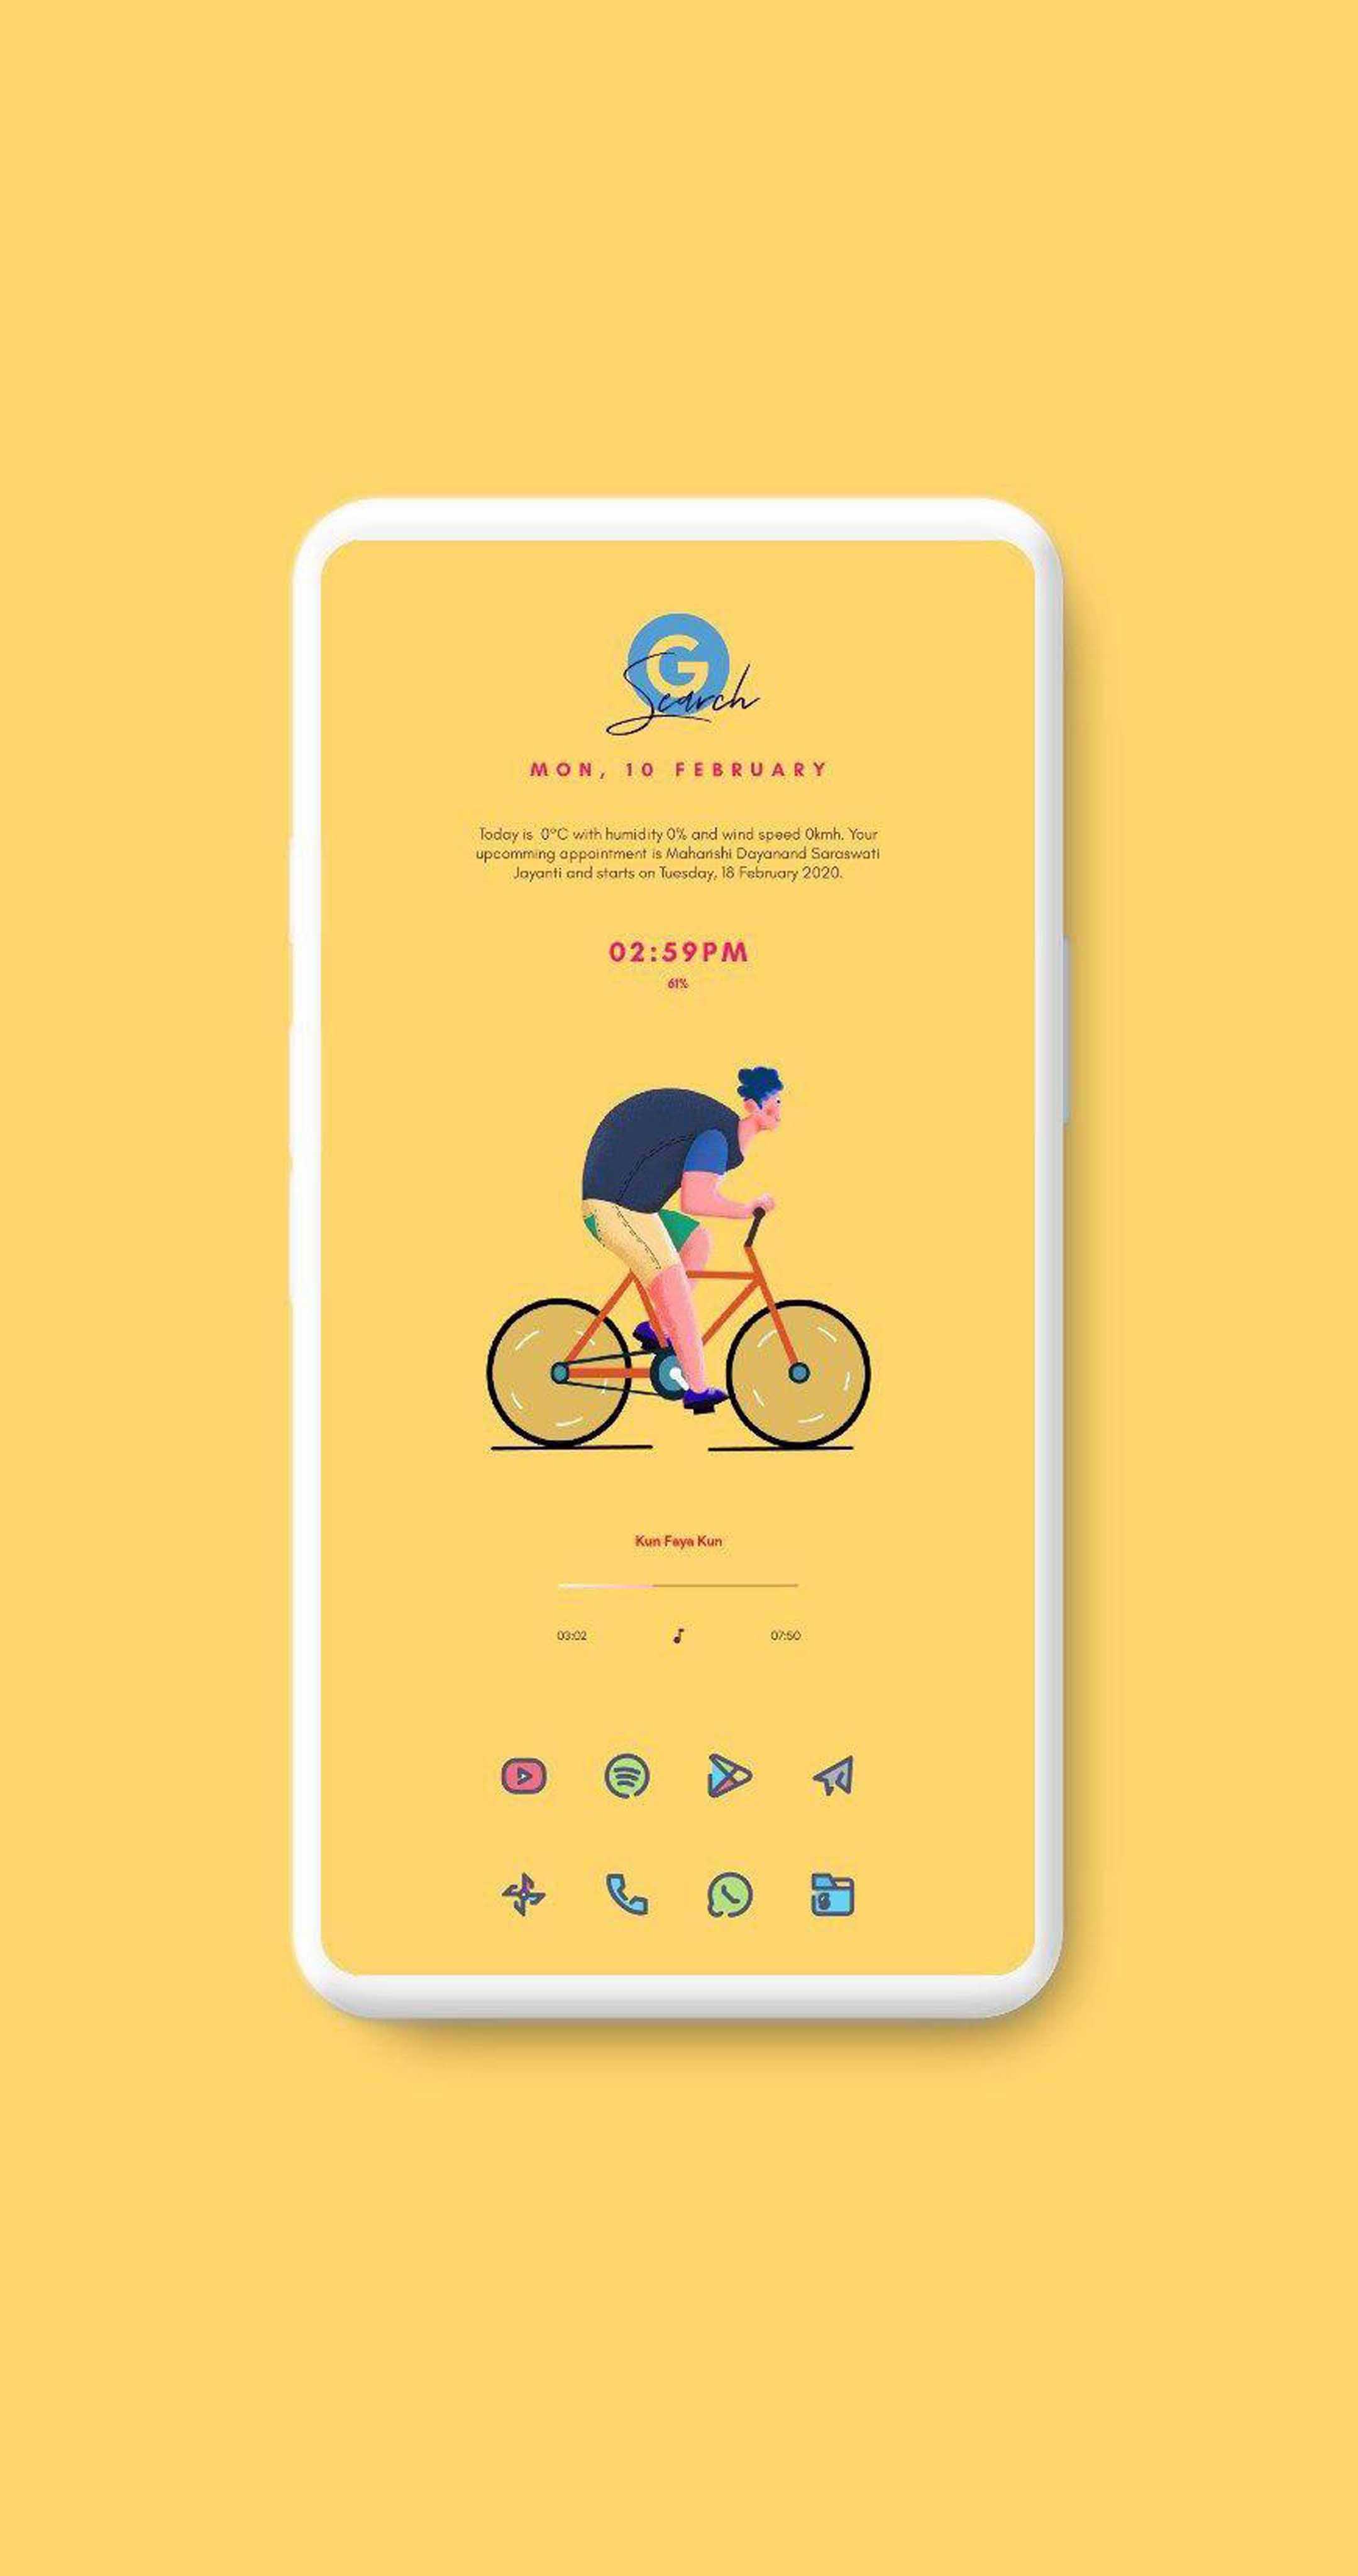 G
Search
MON, 10 FEBRUARY
Today is 0°C with humidity 0% and wind speed 0kmh. Your
upcomming appointment is Maharishi Dayanand Saraswati
Jayanti and starts on Tuesday, 18 February 2020.
02:59PM
61%
Kun Faya Kun
03:02 07:50